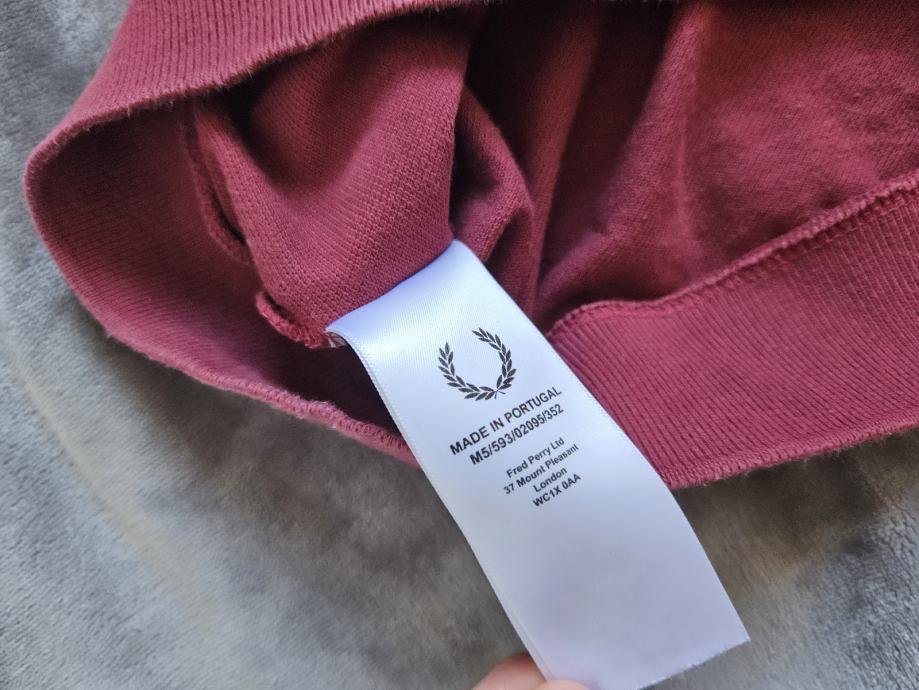 MADE IN PORTUGAL
M5/593/02095/352
Fred Perry Ltd
37 Mount Pleasant
London
WC1X 0AA